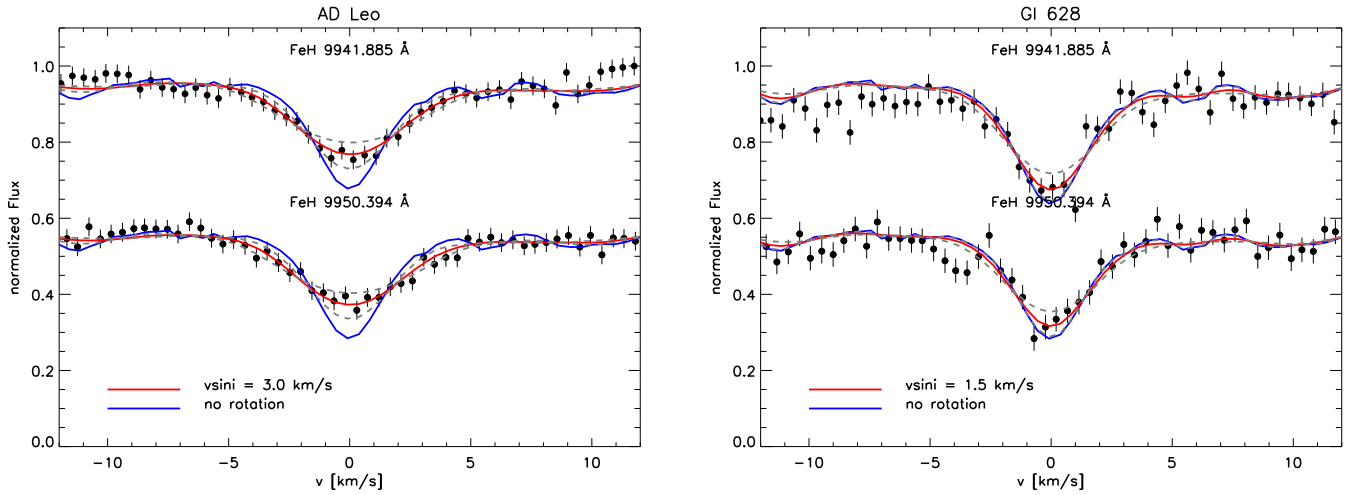 AD Leo
FeH 9941.885 Å
FeH 9950.394 Å
vsini = 3.0 km/s
no rotation
normalized Flux
1.0
0.8
0.6
0.4
0.2
0.0
−10 −5 0 5 10
v [km/s]
Gl 628
FeH 9941.885 Å
FeH 9950.394 Å
vsini = 1.5 km/s
no rotation
normalized Flux
1.0
0.8
0.6
0.4
0.2
0.0
−10 −5 0 5 10
v [km/s]